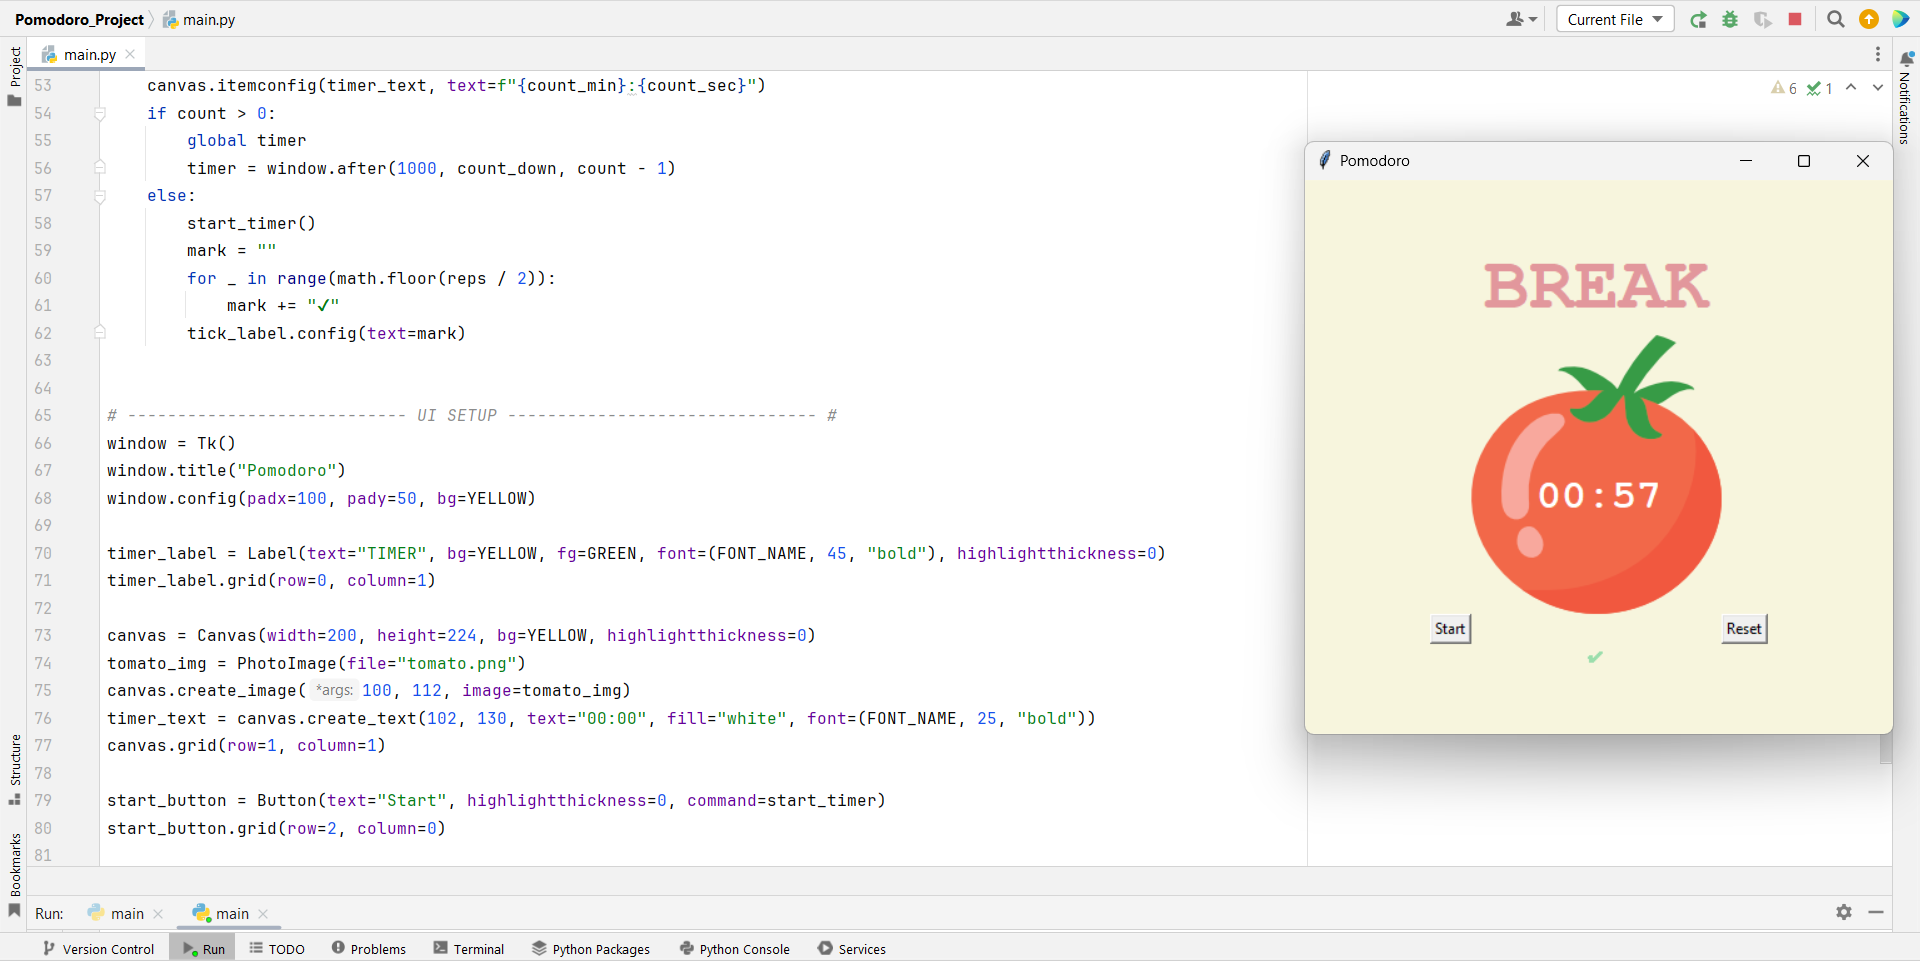 Pomodoro_Project main.py Current File
Project
main.py
6 1
Notifications
53 canvas.itemconfig(timer_text, text=f"{count_min}:{count_sec}")
54 if count > 0:
55 global timer
56 timer = window.after(1000, count_down, count - 1)
57 else:
58 start_timer()
59 mark = ""
60 for _ in range(math.floor(reps / 2)):
61 mark += "✓"
62 tick_label.config(text=mark)
63
64
65 # ---------------------------- UI SETUP ------------------------------- #
66 window = Tk()
67 window.title("Pomodoro")
68 window.config(padx=100, pady=50, bg=YELLOW)
69
70 timer_label = Label(text="TIMER", bg=YELLOW, fg=GREEN, font=(FONT_NAME, 45, "bold"), highlightthickness=0)
71 timer_label.grid(row=0, column=1)
72
73 canvas = Canvas(width=200, height=224, bg=YELLOW, highlightthickness=0)
74 tomato_img = PhotoImage(file="tomato.png")
75 canvas.create_image( *args: 100, 112, image=tomato_img)
76 timer_text = canvas.create_text(102, 130, text="00:00", fill="white", font=(FONT_NAME, 25, "bold"))
77 canvas.grid(row=1, column=1)
78
79 start_button = Button(text="Start", highlightthickness=0, command=start_timer)
80 start_button.grid(row=2, column=0)
81
Pomodoro
BREAK
00:57
Start Reset
✔
Structure
Bookmarks
Run: main main
Version Control Run TODO Problems Terminal Python Packages Python Console Services